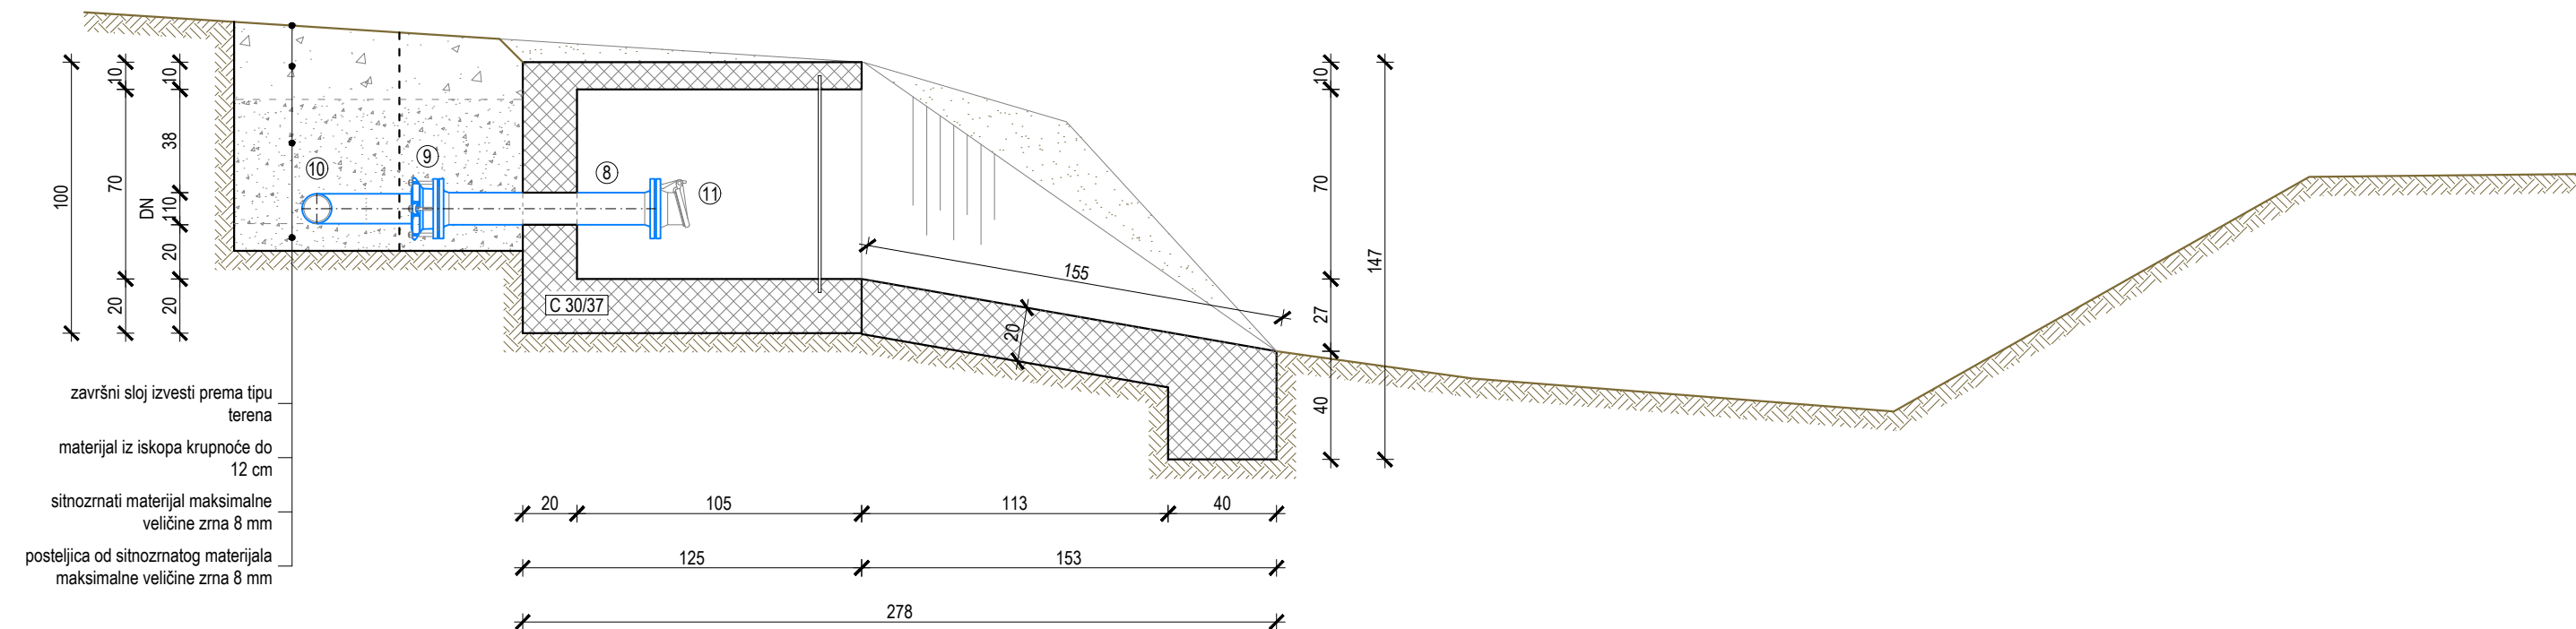 10
10
38
100
70
DN
110
20
20
20
10
9
8
11
C 30/37
155
20
10
70
27
40
147
završni sloj izvesti prema tipu
terena
materijal iz iskopa krupnoće do
12 cm
sitnozrnati materijal maksimalne
veličine zrna 8 mm
posteljica od sitnozrnatog materijala
maksimalne veličine zrna 8 mm
20
105
113
40
125
153
278